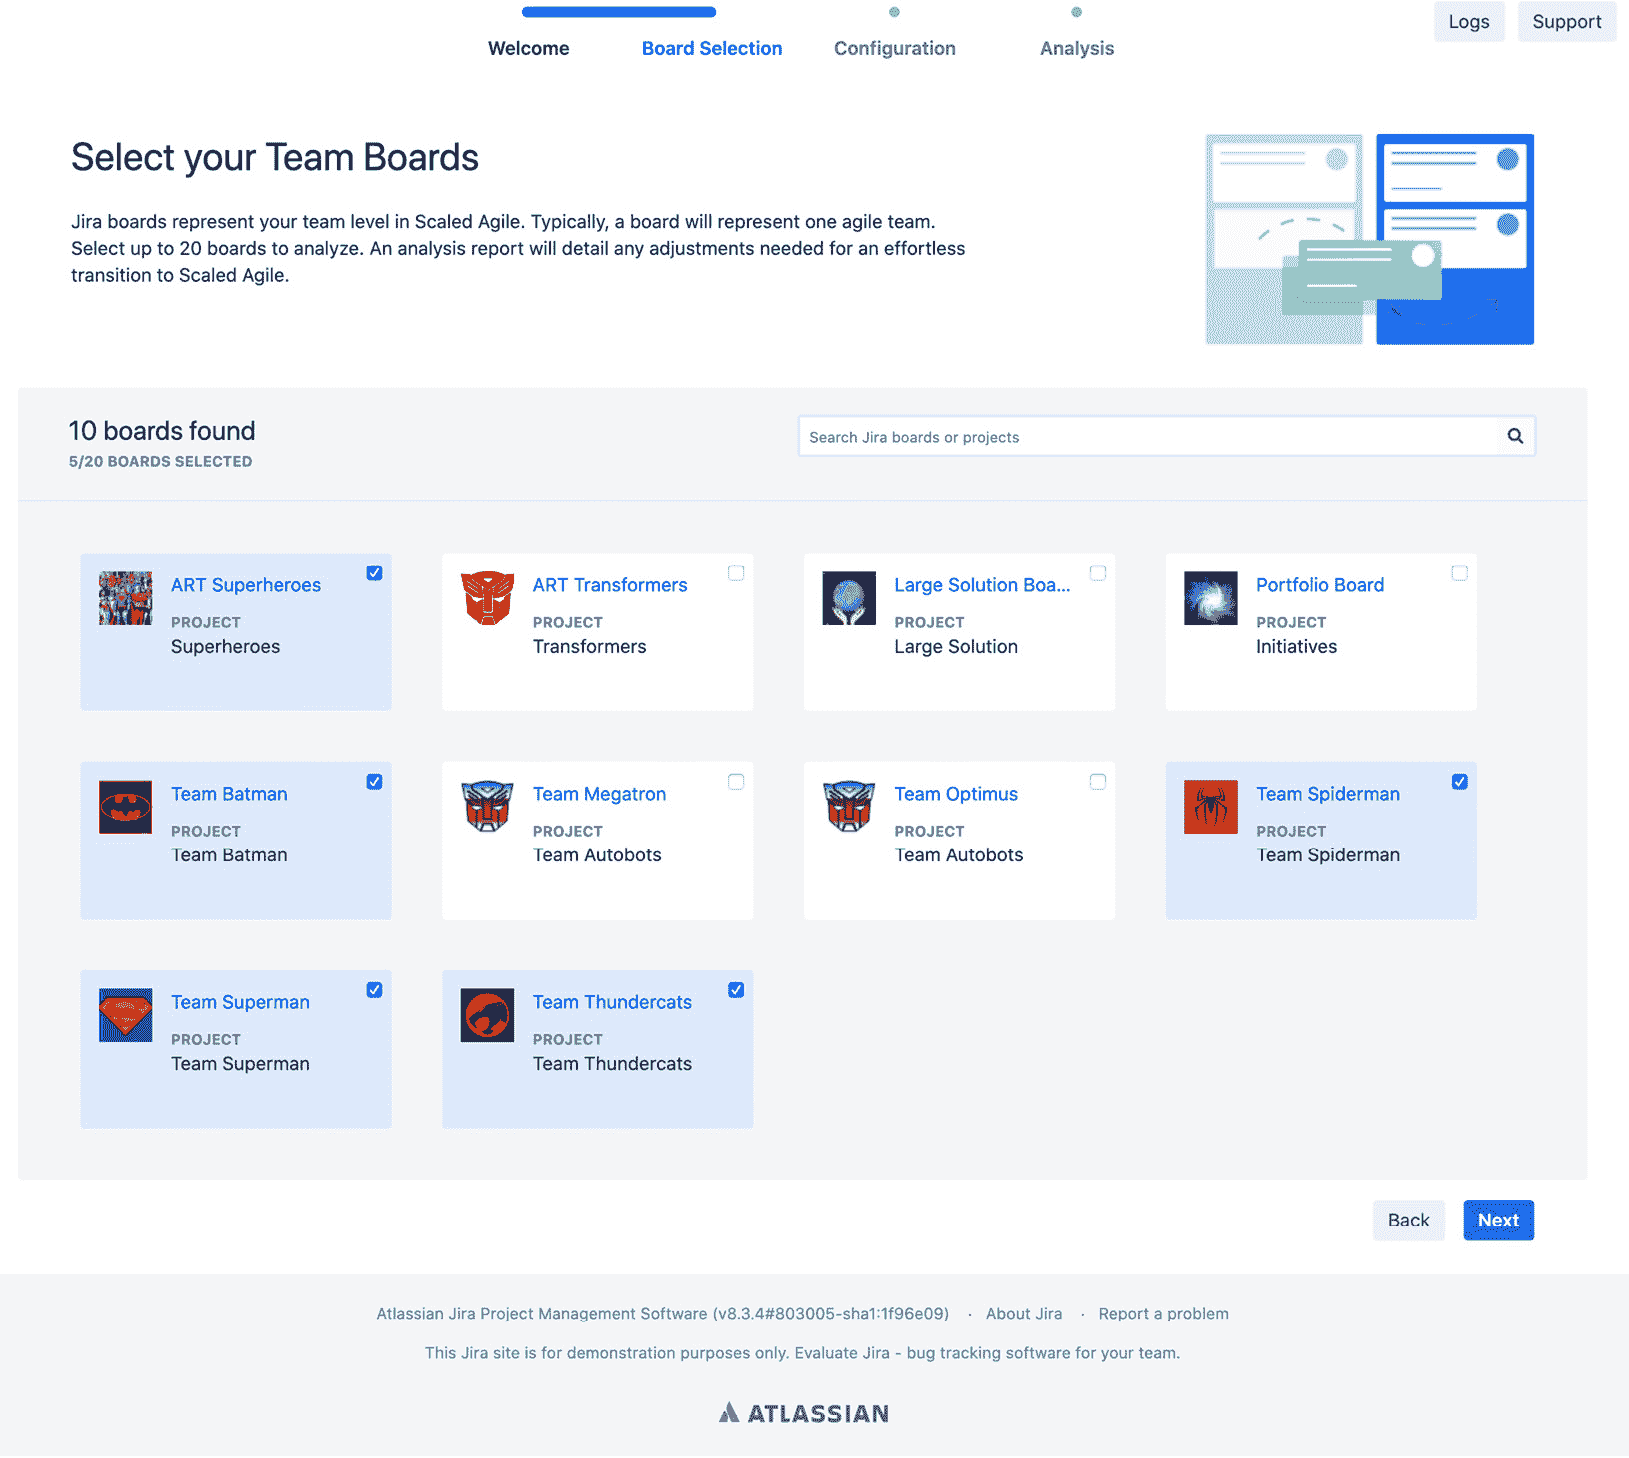 Logs
Support
Welcome
Board Selection
Configuration
Analysis
Select your Team Boards
Jira boards represent your team level in Scaled Agile. Typically, a board will represent one agile team.
Select up to 20 boards to analyze. An analysis report will detail any adjustments needed for an effortless
transition to Scaled Agile.
10 boards found
5/20 BOARDS SELECTED
Search Jira boards or projects
ART Superheroes
PROJECT
Superheroes
ART Transformers
PROJECT
Transformers
Large Solution Boa...
PROJECT
Large Solution
Portfolio Board
PROJECT
Initiatives
Team Batman
PROJECT
Team Batman
Team Megatron
PROJECT
Team Autobots
Team Optimus
PROJECT
Team Autobots
Team Spiderman
PROJECT
Team Spiderman
Team Superman
PROJECT
Team Superman
Team Thundercats
PROJECT
Team Thundercats
Back
Next
Atlassian Jira Project Management Software (v8.3.4#803005-sha1:1f96e09) · About Jira · Report a problem
This Jira site is for demonstration purposes only. Evaluate Jira - bug tracking software for your team.
ATLASSIAN